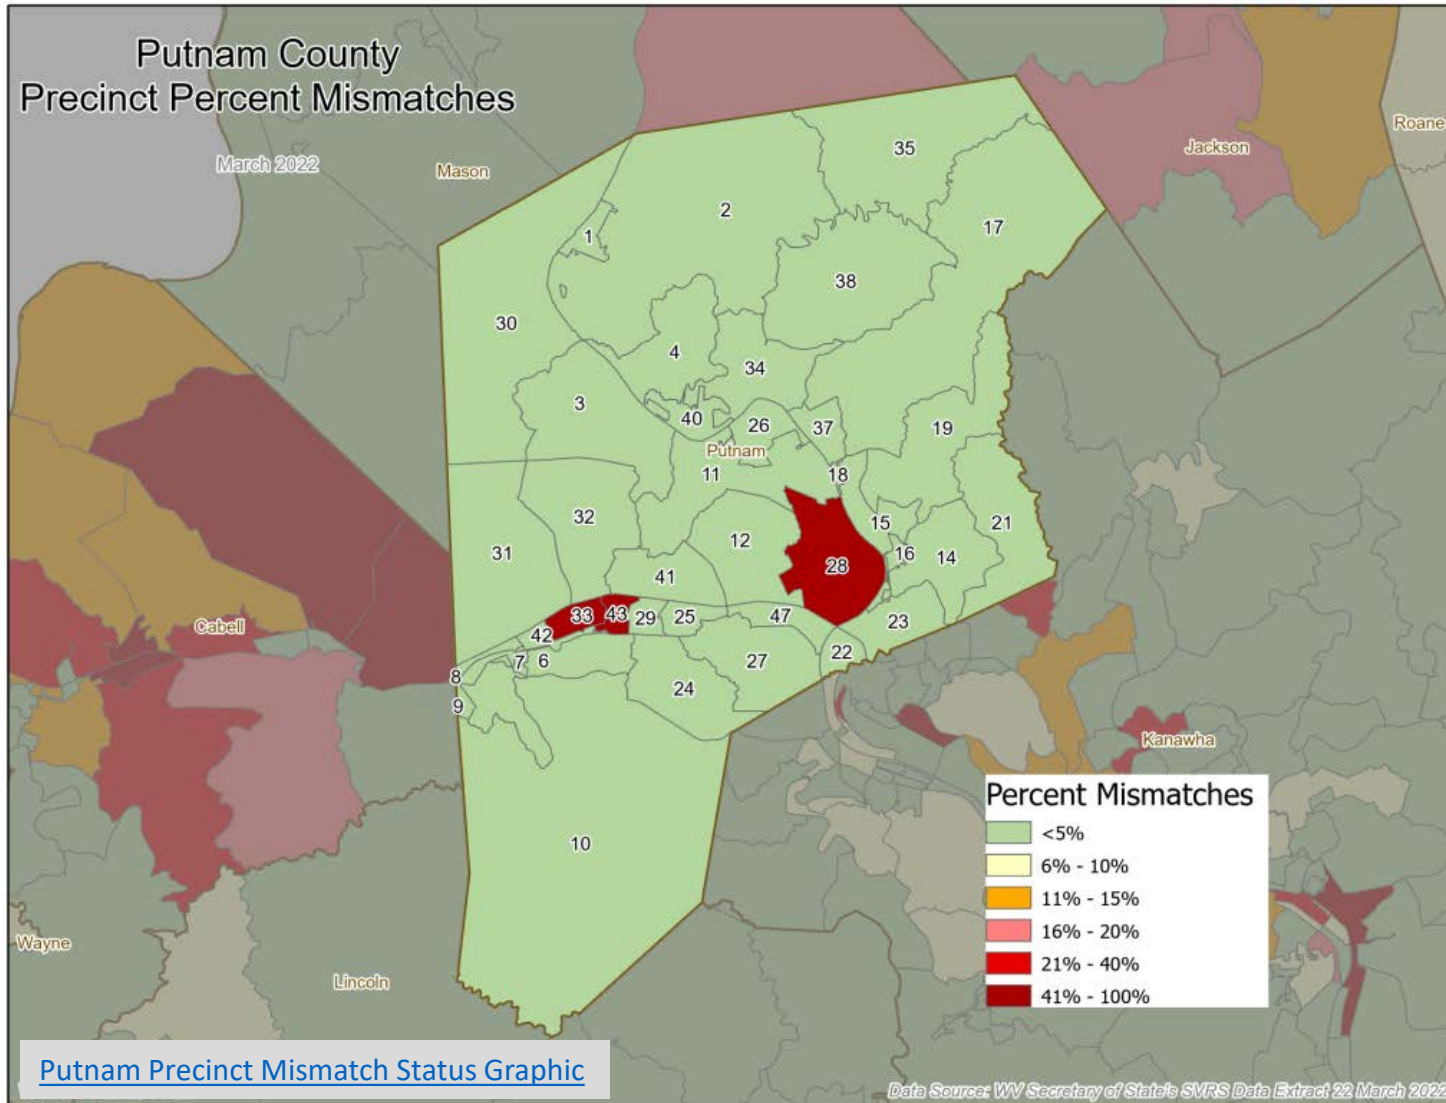 Putnam County
Precinct Percent Mismatches
March 2022
Mason
Jackson
Roane
35
2
17
1
38
30
4
34
3
40
26
37
19
Putnam
11
18
32
12
15
21
31
28
16
14
41
33
43
29
25
47
23
Cabell
42
7
6
27
22
8
24
9
Kanawha
10
Wayne
Lincoln
Percent Mismatches
<5%
6% - 10%
11% - 15%
16% - 20%
21% - 40%
41% - 100%
Putnam Precinct Mismatch Status Graphic
Data Source: WV Secretary of State's SVRS Data Extract 22 March 2022